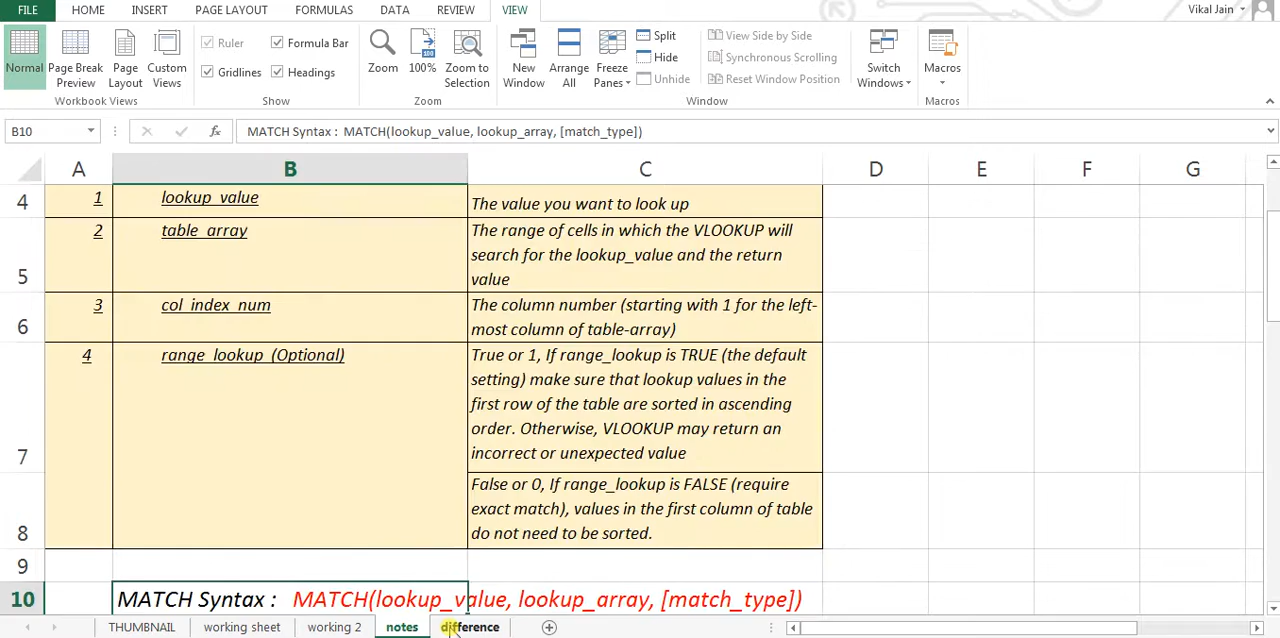 FILE HOME INSERT PAGE LAYOUT FORMULAS DATA REVIEW VIEW Vikal Jain
Normal Page Break Preview Page Layout Custom Views
Ruler Formula Bar
Gridlines Headings
Zoom 100% Zoom to Selection
New Window Arrange All Freeze Panes
Split
Hide
Unhide
View Side by Side
Synchronous Scrolling
Reset Window Position
Switch Windows Macros
Workbook Views Show Zoom Window Macros
B10 fx MATCH Syntax : MATCH(lookup_value, lookup_array, [match_type])
A B C D E F G
4 1 lookup_value The value you want to look up
5 2 table_array The range of cells in which the VLOOKUP will
search for the lookup_value and the return
value
6 3 col_index_num The column number (starting with 1 for the left-
most column of table-array)
7 4 range_lookup (Optional) True or 1, If range_lookup is TRUE (the default
setting) make sure that lookup values in the
first row of the table are sorted in ascending
order. Otherwise, VLOOKUP may return an
incorrect or unexpected value
8 False or 0, If range_lookup is FALSE (require
exact match), values in the first column of table
do not need to be sorted.
9
10 MATCH Syntax : MATCH(lookup_value, lookup_array, [match_type])
THUMBNAIL working sheet working 2 notes difference